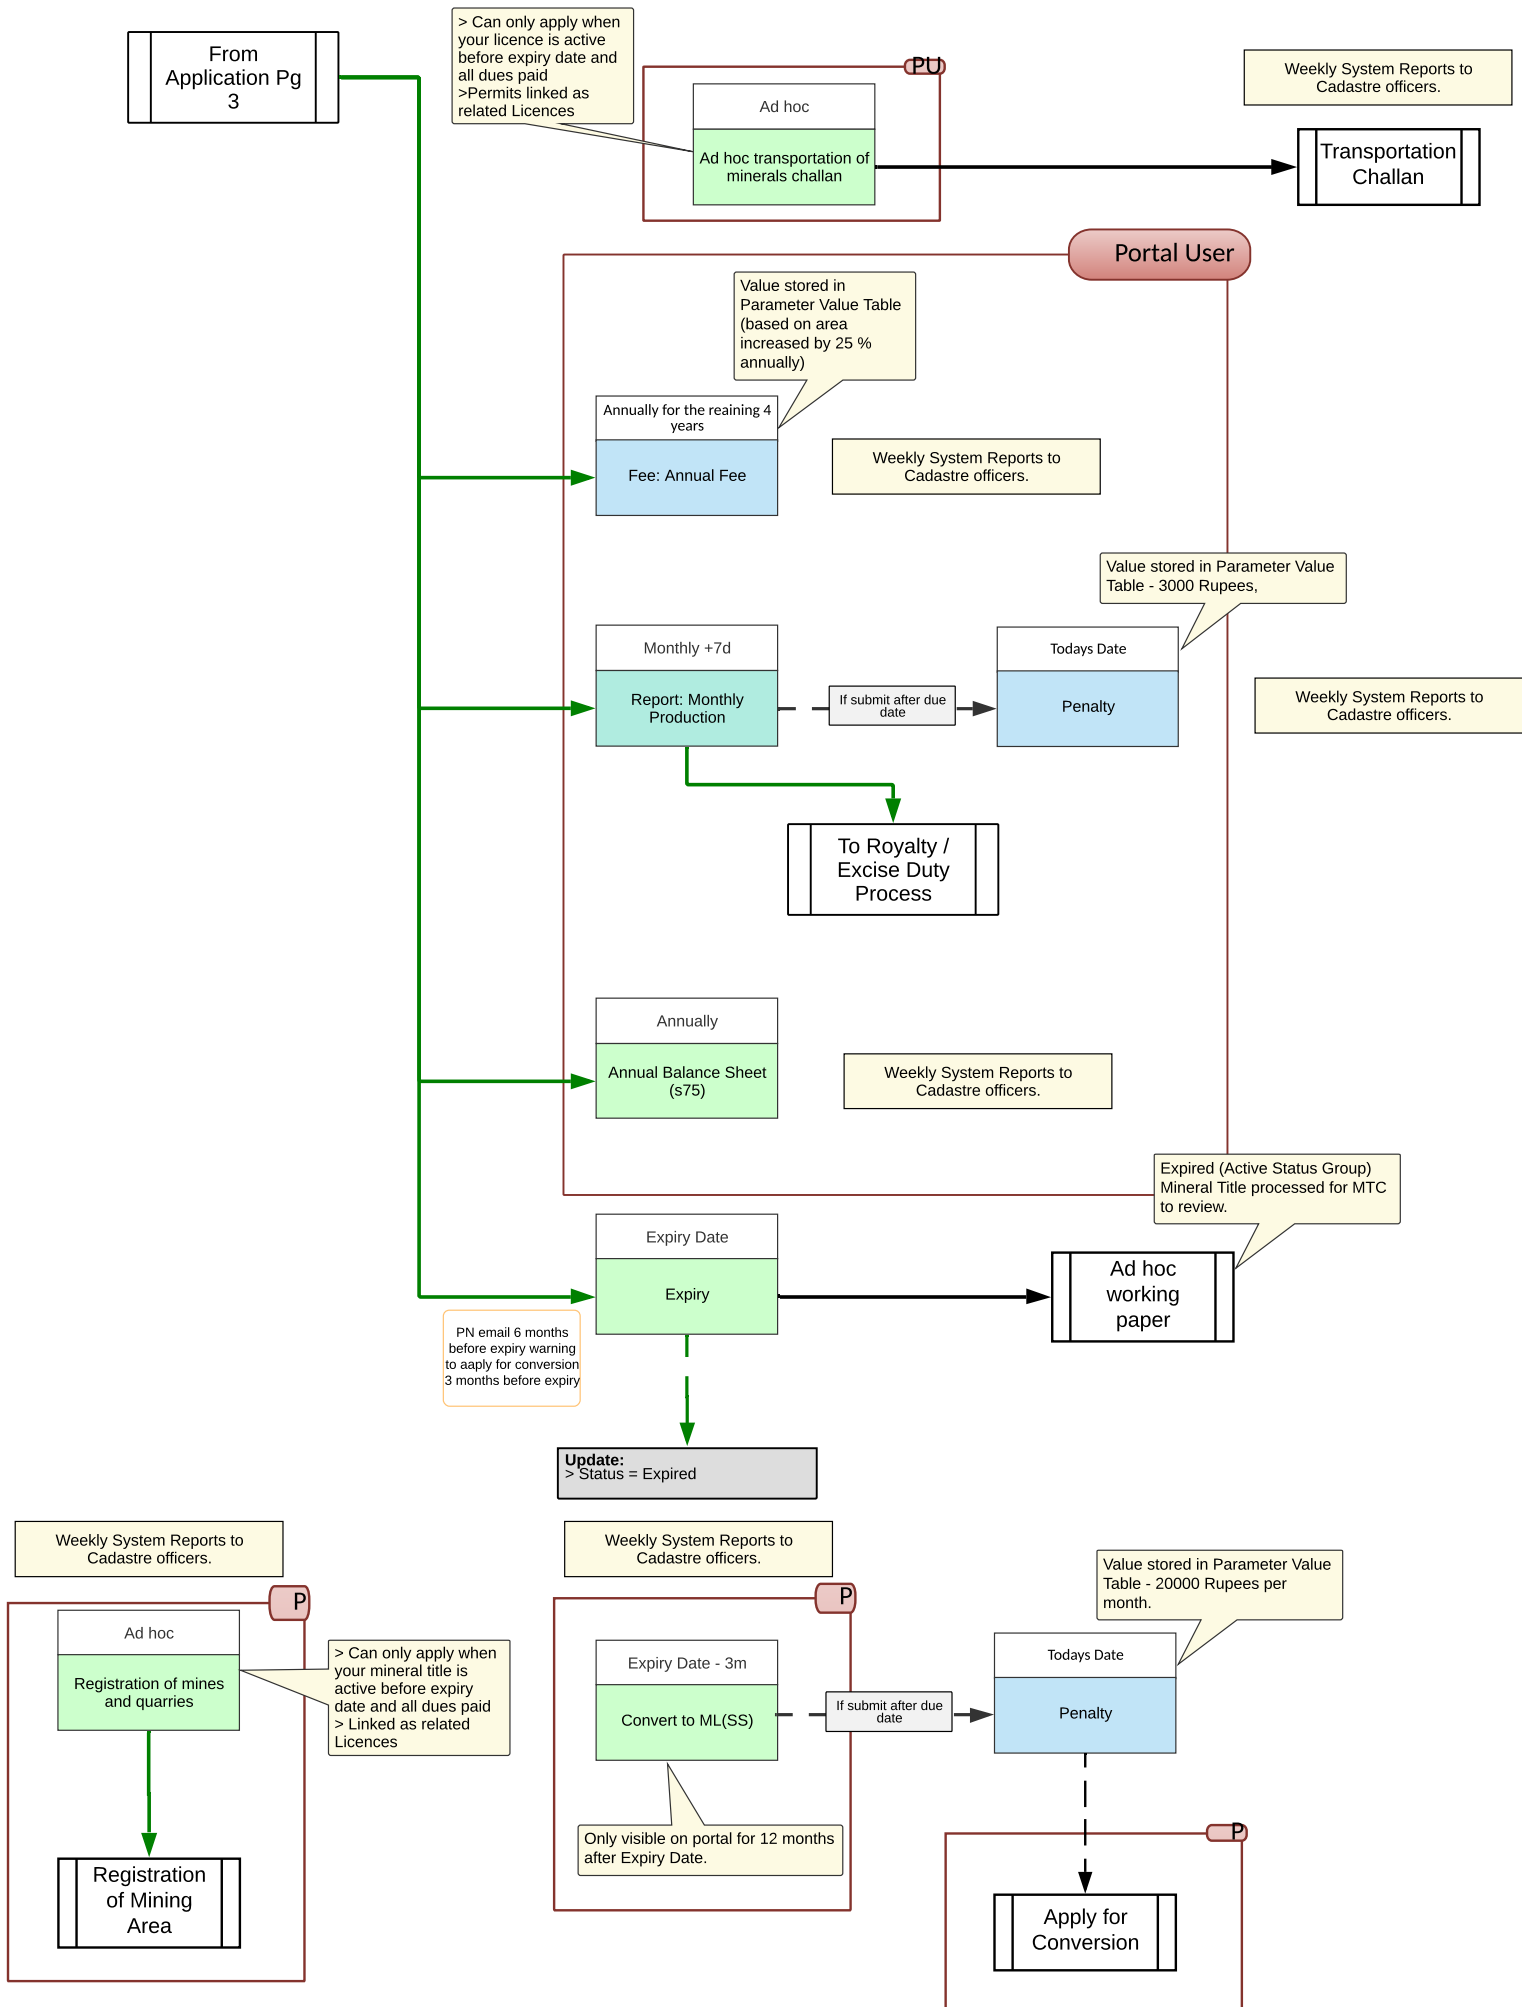 From
Application Pg
3
> Can only apply when
your licence is active
before expiry date and
all dues paid
>Permits linked as
related Licences
PU
Ad hoc
Ad hoc transportation of
minerals challan
Weekly System Reports to
Cadastre officers.
Transportation
Challan
Portal User
Value stored in
Parameter Value Table
(based on area
increased by 25 %
annually)
Annually for the reaining 4
years
Fee: Annual Fee
Weekly System Reports to
Cadastre officers.
Value stored in Parameter Value
Table - 3000 Rupees,
Monthly +7d
Report: Monthly
Production
If submit after due
date
Todays Date
Penalty
Weekly System Reports to
Cadastre officers.
To Royalty /
Excise Duty
Process
Annually
Annual Balance Sheet
(s75)
Weekly System Reports to
Cadastre officers.
Expired (Active Status Group)
Mineral Title processed for MTC
to review.
Expiry Date
Expiry
Ad hoc
working
paper
PN email 6 months
before expiry warning
to aaply for conversion
3 months before expiry
Update:
> Status = Expired
Weekly System Reports to
Cadastre officers.
P
Ad hoc
Registration of mines
and quarries
> Can only apply when
your mineral title is
active before expiry
date and all dues paid
> Linked as related
Licences
Registration
of Mining
Area
Weekly System Reports to
Cadastre officers.
P
Expiry Date - 3m
Convert to ML(SS)
If submit after due
date
Only visible on portal for 12 months
after Expiry Date.
Value stored in Parameter Value
Table - 20000 Rupees per
month.
Todays Date
Penalty
P
Apply for
Conversion